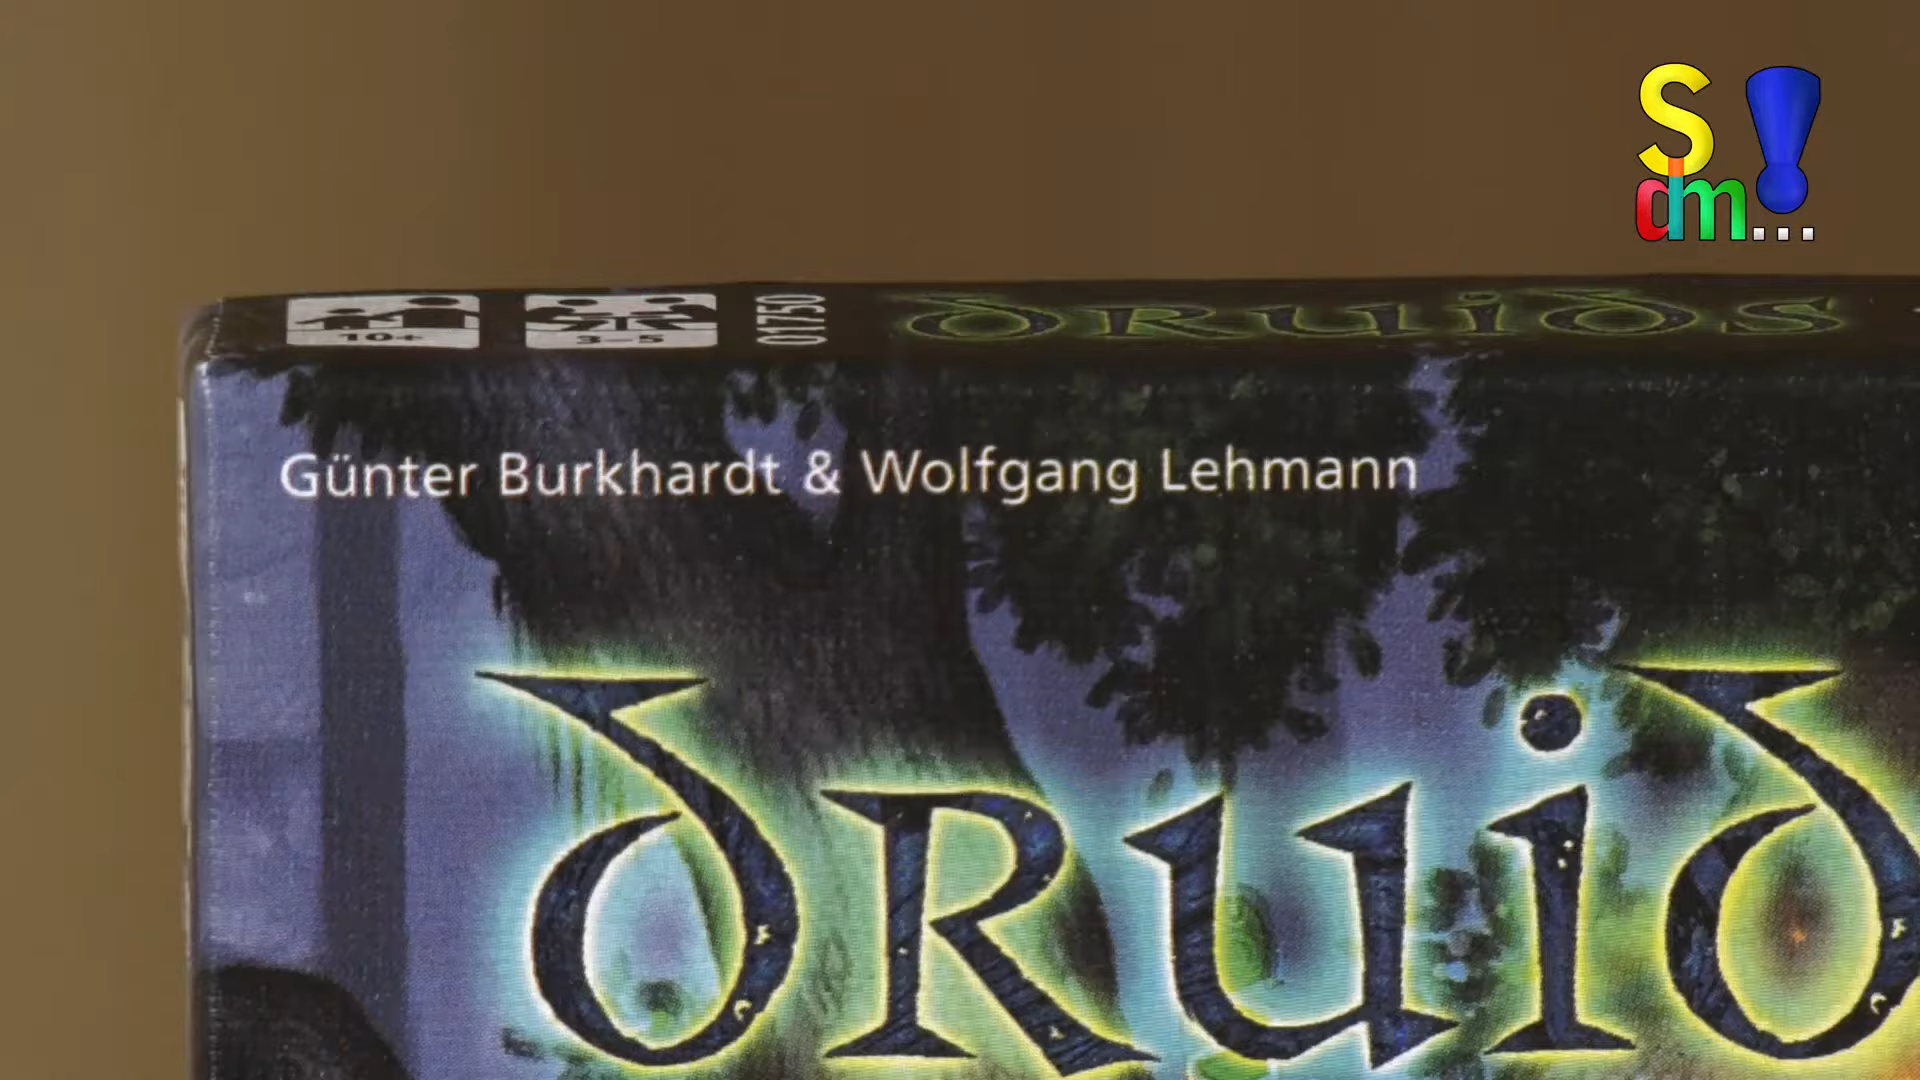 Sdm!...
10+
3–5
01750
DRUIDS
Günter Burkhardt & Wolfgang Lehmann
DRUID